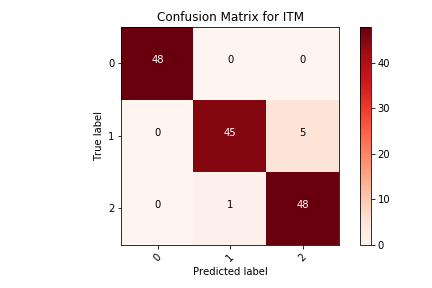 Confusion Matrix for ITM
True label
0 48 0 0
1 0 45 5
2 0 1 48
0 1 2
Predicted label
40
30
20
10
0